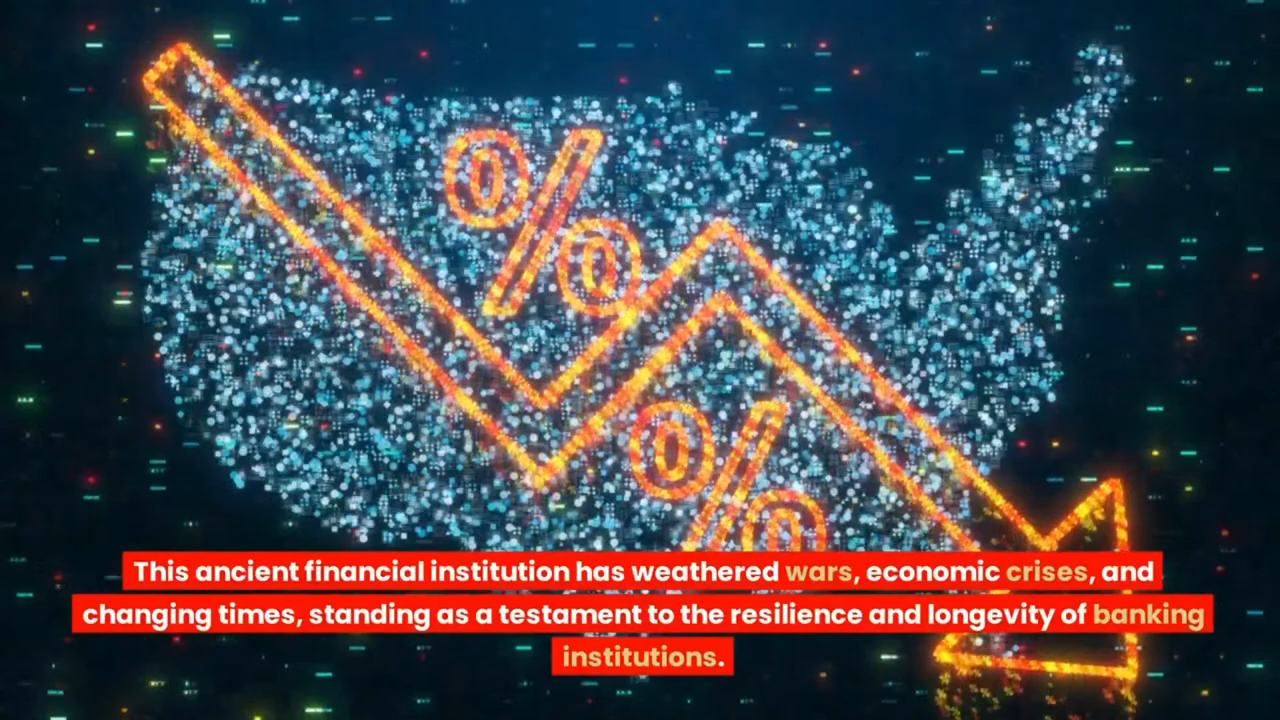 %
%
This ancient financial institution has weathered wars, economic crises, and
changing times, standing as a testament to the resilience and longevity of banking
institutions.